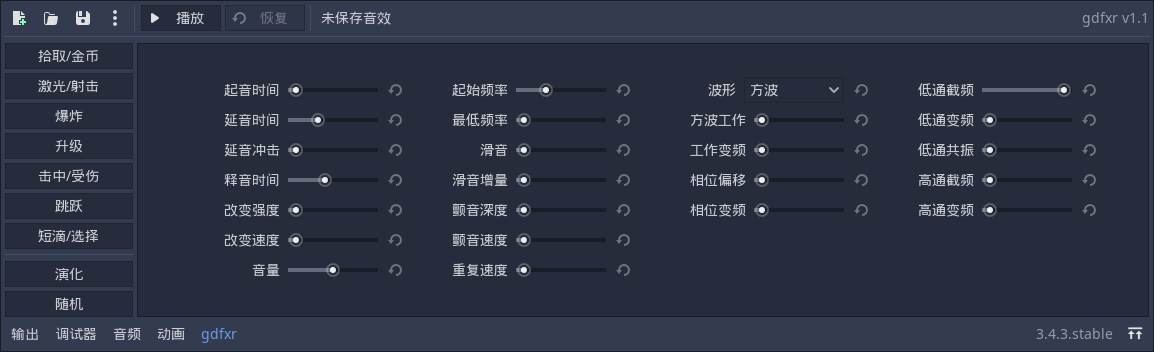 播放 恢复 未保存音效 gdfxr v1.1
拾取/金币
激光/射击
爆炸
升级
击中/受伤
跳跃
短滴/选择
演化
随机
起音时间
延音时间
延音冲击
释音时间
改变强度
改变速度
音量
起始频率
最低频率
滑音
滑音增量
颤音深度
颤音速度
重复速度
波形 方波
方波工作
工作变频
相位偏移
相位变频
低通截频
低通变频
低通共振
高通截频
高通变频
输出 调试器 音频 动画 gdfxr 3.4.3.stable